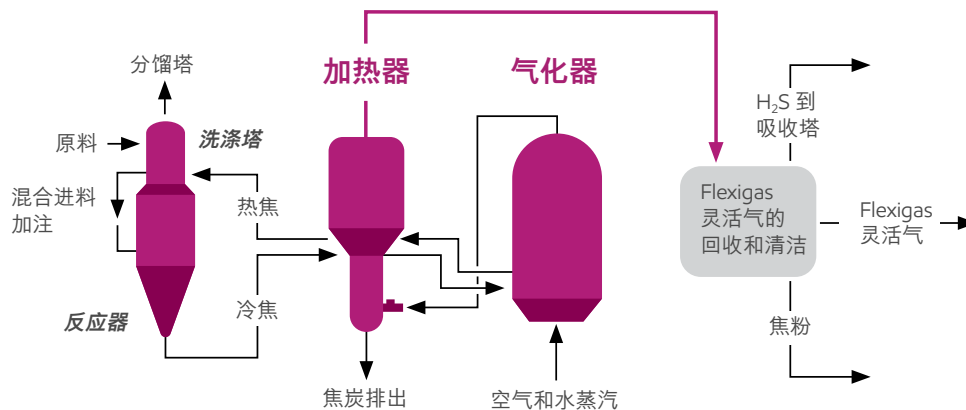 分馏塔
加热器
气化器
H₂S 到
吸收塔
原料
洗涤塔
混合进料
加注
热焦
Flexigas
灵活气的
回收和清洁
Flexigas
灵活气
冷焦
反应器
焦粉
焦炭排出
空气和水蒸汽